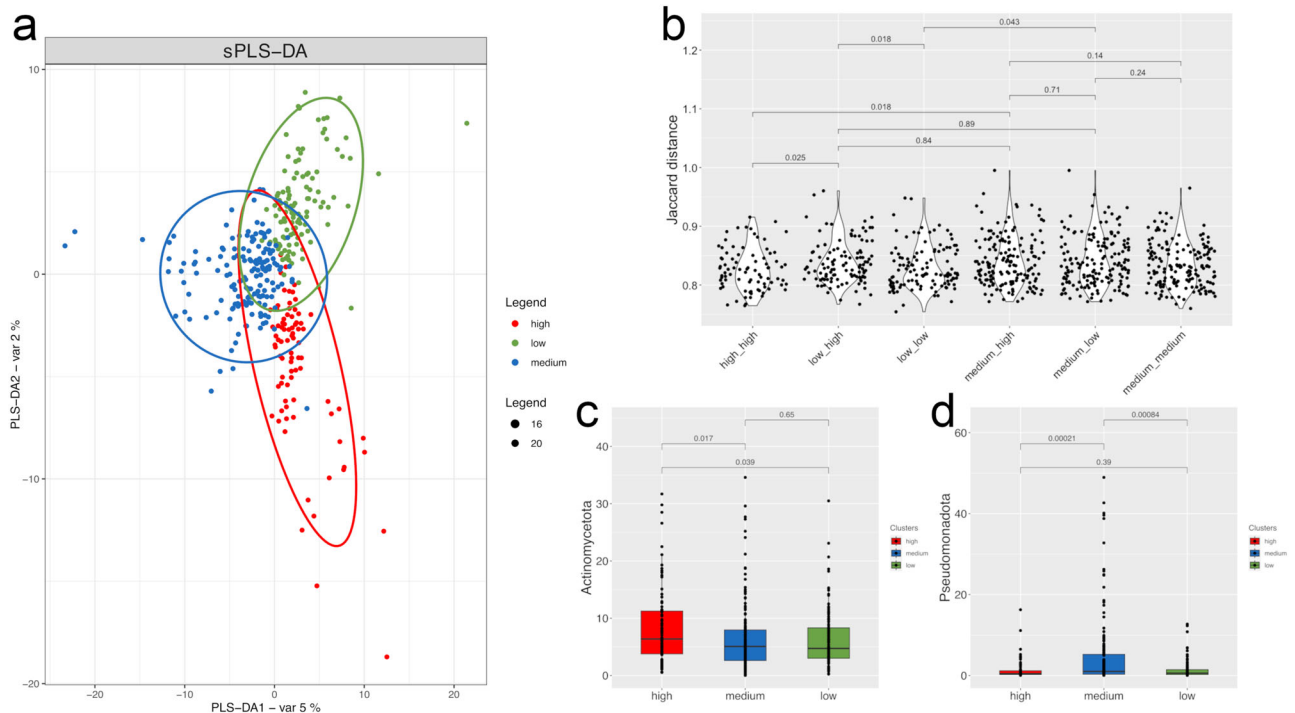 a
sPLS−DA
10
0
−10
−20
−20
−10
0
10
20
PLS−DA2 − var 2 %
PLS−DA1 − var 5 %
Legend
high
low
medium
Legend
16
20
b
0.043
0.018
0.14
0.24
0.71
0.018
0.89
0.84
0.025
1.2
1.1
1.0
0.9
0.8
Jaccard distance
high_high
low_high
low_low
medium_high
medium_low
medium_medium
c
0.65
0.017
0.039
40
30
20
10
0
Actinomycetota
high
medium
low
Clusters
high
medium
low
d
0.00084
0.00021
0.39
60
40
20
0
Pseudomonadota
high
medium
low
Clusters
high
medium
low